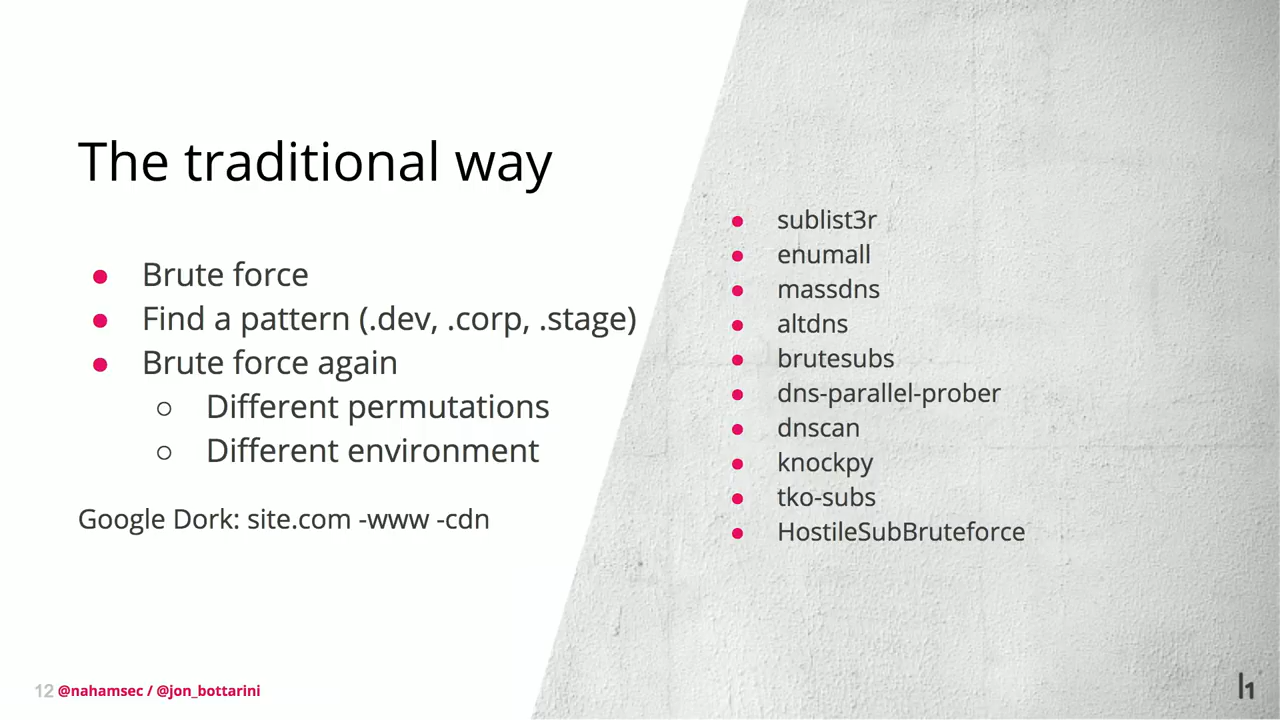 The traditional way
● Brute force
● Find a pattern (.dev, .corp, .stage)
● Brute force again
○ Different permutations
○ Different environment
Google Dork: site.com -www -cdn
● sublist3r
● enumall
● massdns
● altdns
● brutesubs
● dns-parallel-prober
● dnscan
● knockpy
● tko-subs
● HostileSubBruteforce
12 @nahamsec / @jon_bottarini
l1